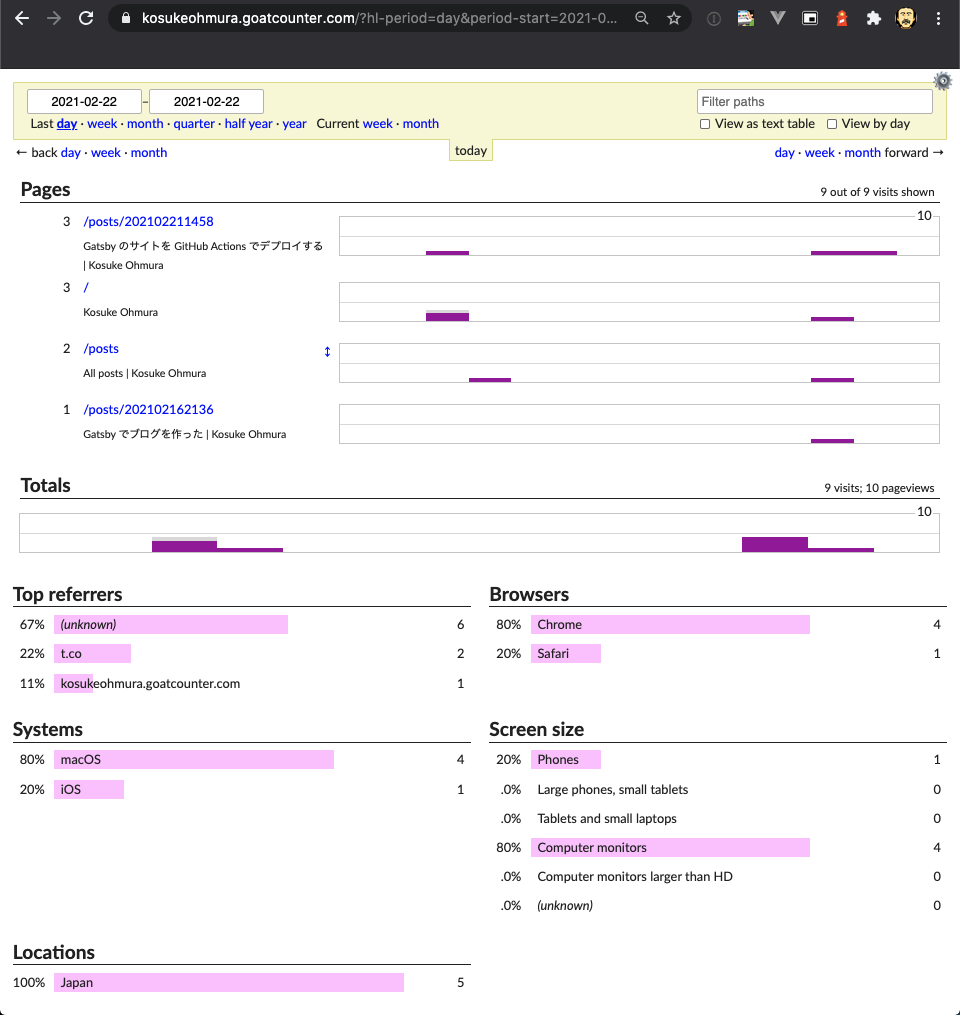 kosukeohmura.goatcounter.com/?hl-period=day&period-start=2021-0...
2021-02-22 – 2021-02-22
Filter paths
Last day · week · month · quarter · half year · year Current week · month
View as text table View by day
← back day · week · month
today
day · week · month forward →
Pages
9 out of 9 visits shown
3 /posts/202102211458
10
Gatsby のサイトを GitHub Actions でデプロイする
| Kosuke Ohmura
3 /
Kosuke Ohmura
2 /posts
All posts | Kosuke Ohmura
1 /posts/202102162136
Gatsby でブログを作った | Kosuke Ohmura
Totals
9 visits; 10 pageviews
10
Top referrers
67% (unknown) 6
22% t.co 2
11% kosukeohmura.goatcounter.com 1
Browsers
80% Chrome 4
20% Safari 1
Systems
80% macOS 4
20% iOS 1
Screen size
20% Phones 1
.0% Large phones, small tablets 0
.0% Tablets and small laptops 0
80% Computer monitors 4
.0% Computer monitors larger than HD 0
.0% (unknown) 0
Locations
100% Japan 5